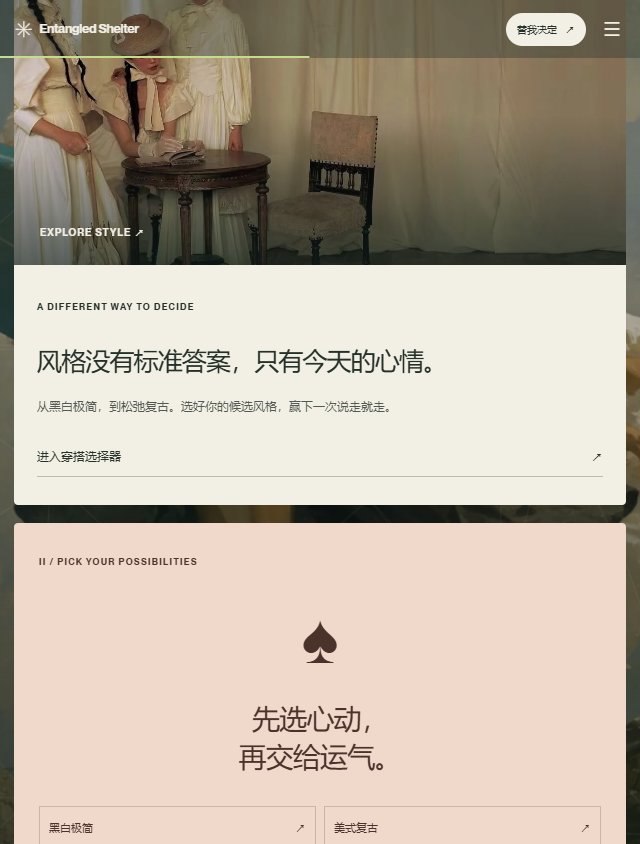 Entangled Shelter
替我决定 ↗
EXPLORE STYLE ↗
A DIFFERENT WAY TO DECIDE
风格没有标准答案，只有今天的心情。
从黑白极简，到松弛复古。选好你的候选风格，赢下一次说走就走。
进入穿搭选择器 ↗
II / PICK YOUR POSSIBILITIES
先选心动，
再交给运气。
黑白极简 ↗
美式复古 ↗